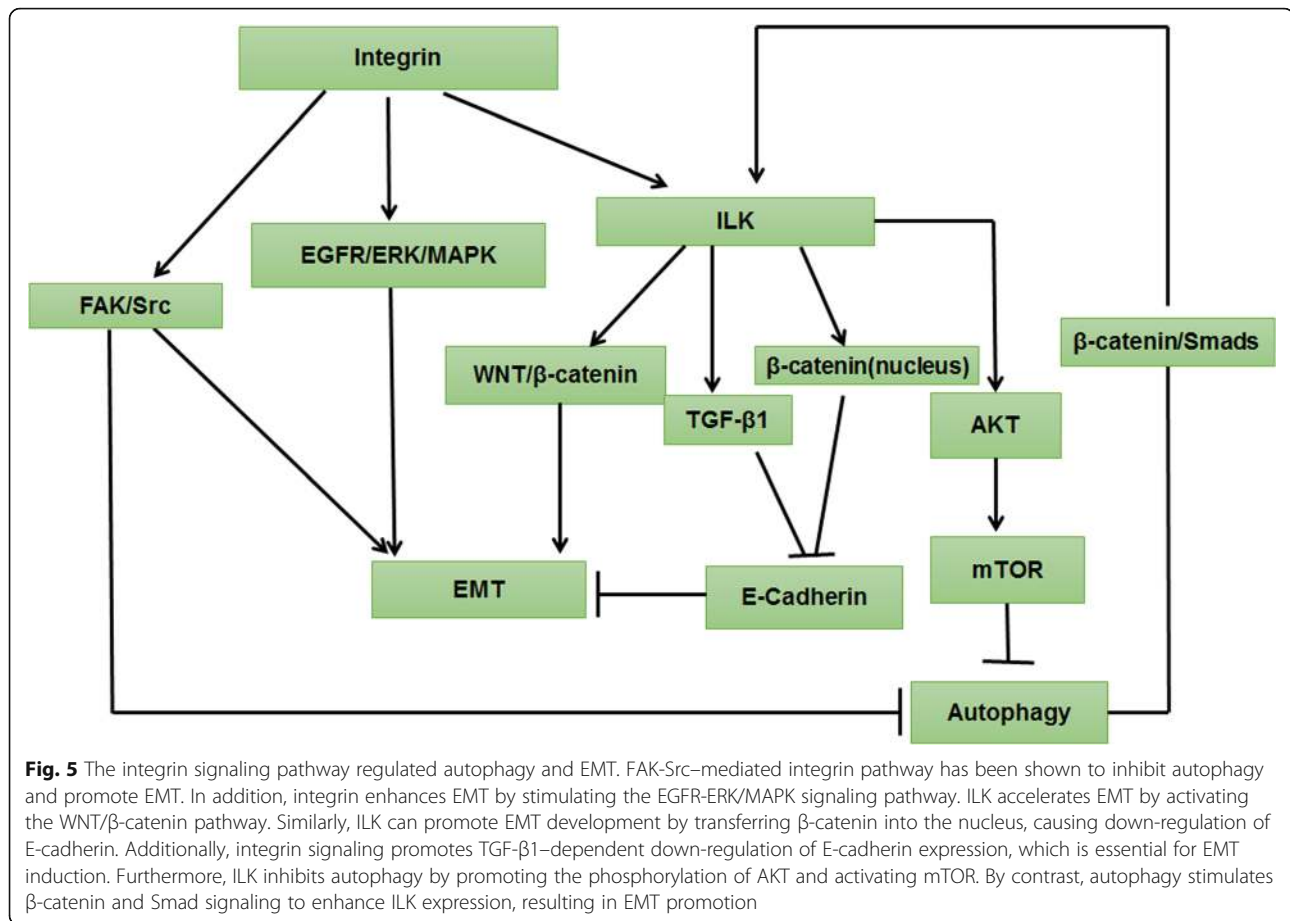 Integrin
ILK
EGFR/ERK/MAPK
FAK/Src
β-catenin/Smads
WNT/β-catenin
β-catenin(nucleus)
TGF-β1
AKT
mTOR
EMT
E-Cadherin
Autophagy
Fig. 5 The integrin signaling pathway regulated autophagy and EMT. FAK-Src–mediated integrin pathway has been shown to inhibit autophagy
and promote EMT. In addition, integrin enhances EMT by stimulating the EGFR-ERK/MAPK signaling pathway. ILK accelerates EMT by activating
the WNT/β-catenin pathway. Similarly, ILK can promote EMT development by transferring β-catenin into the nucleus, causing down-regulation of
E-cadherin. Additionally, integrin signaling promotes TGF-β1–dependent down-regulation of E-cadherin expression, which is essential for EMT
induction. Furthermore, ILK inhibits autophagy by promoting the phosphorylation of AKT and activating mTOR. By contrast, autophagy stimulates
β-catenin and Smad signaling to enhance ILK expression, resulting in EMT promotion